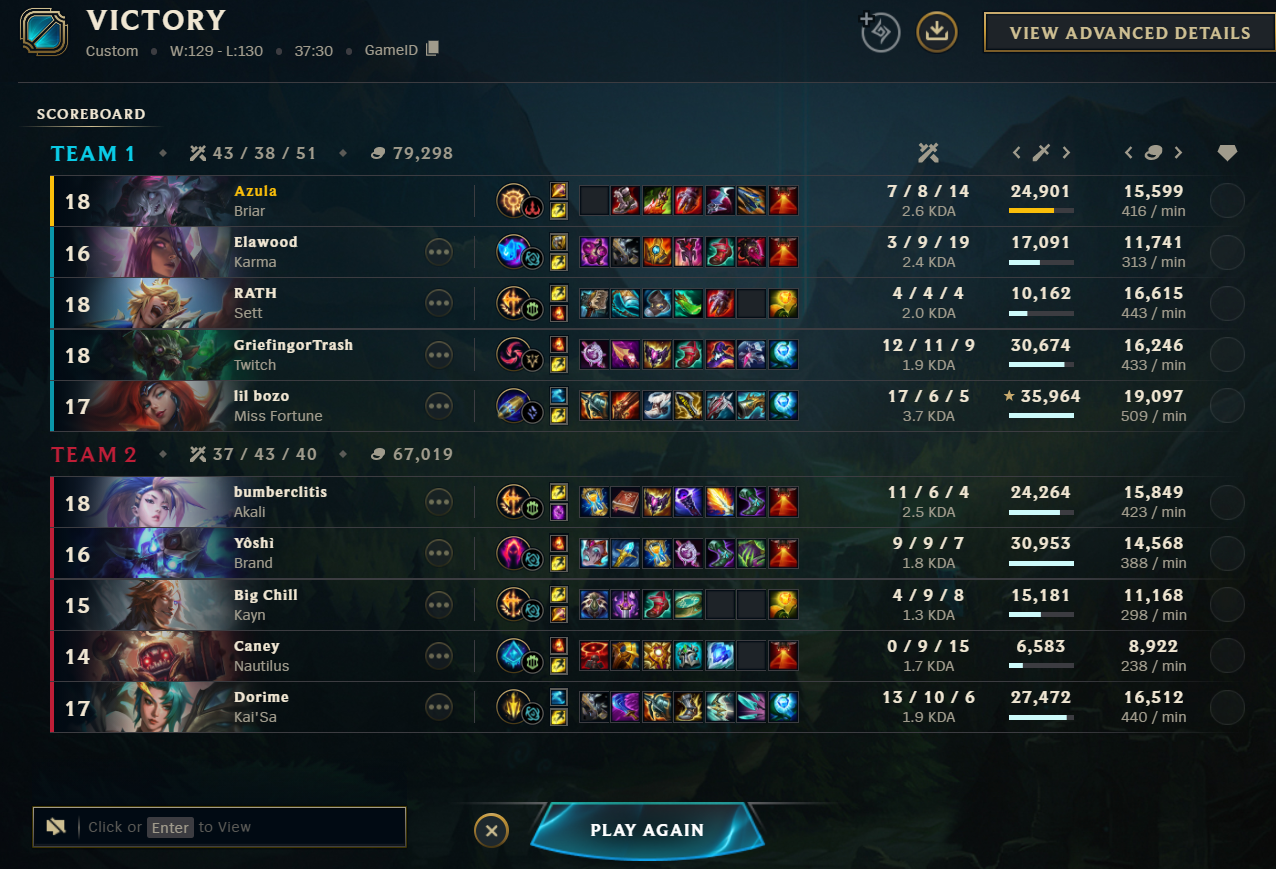 VICTORY
Custom • W:129 - L:130 • 37:30 • GameID
VIEW ADVANCED DETAILS
SCOREBOARD
TEAM 1 43 / 38 / 51 79,298
18 Azula 7 / 8 / 14 24,901 15,599
Briar 2.6 KDA 416 / min
16 Elawood 3 / 9 / 19 17,091 11,741
Karma 2.4 KDA 313 / min
18 RATH 4 / 4 / 4 10,162 16,615
Sett 2.0 KDA 443 / min
18 GriefingorTrash 12 / 11 / 9 30,674 16,246
Twitch 1.9 KDA 433 / min
17 lil bozo 17 / 6 / 5 35,964 19,097
Miss Fortune 3.7 KDA 509 / min
TEAM 2 37 / 43 / 40 67,019
18 bumberclitis 11 / 6 / 4 24,264 15,849
Akali 2.5 KDA 423 / min
16 Yôshì 9 / 9 / 7 30,953 14,568
Brand 1.8 KDA 388 / min
15 Big Chill 4 / 9 / 8 15,181 11,168
Kayn 1.3 KDA 298 / min
14 Caney 0 / 9 / 15 6,583 8,922
Nautilus 1.7 KDA 238 / min
17 Dorime 13 / 10 / 6 27,472 16,512
Kai'Sa 1.9 KDA 440 / min
Click or Enter to View
PLAY AGAIN